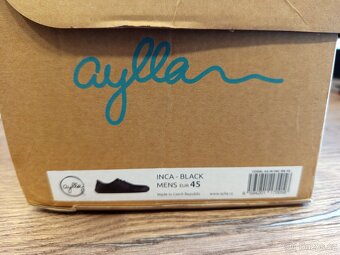 aylla
aylla
INCA - BLACK
MENS EUR 45
Made in Czech Republic